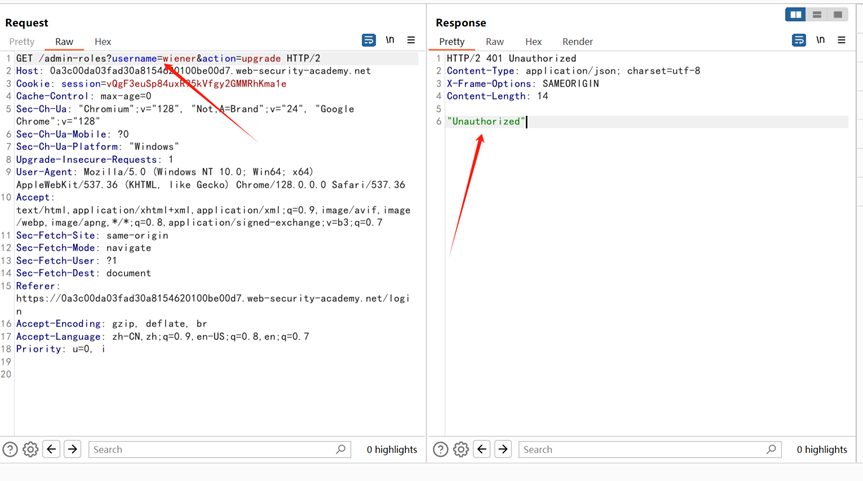 Request
Pretty Raw Hex
\n
1 GET /admin-roles?username=wiener&action=upgrade HTTP/2
2 Host: 0a3c00da03fad30a8154620100be00d7.web-security-academy.net
3 Cookie: 
4 Cache-Control: max-age=0
5 Sec-Ch-Ua: "Chromium";v="128", "Not;A=Brand";v="24", "Google
Chrome";v="128"
6 Sec-Ch-Ua-Mobile: ?0
7 Sec-Ch-Ua-Platform: "Windows"
8 Upgrade-Insecure-Requests: 1
9 User-Agent: Mozilla/5.0 (Windows NT 10.0; Win64; x64)
AppleWebKit/537.36 (KHTML, like Gecko) Chrome/128.0.0.0 Safari/537.36
10 Accept:
text/html,application/xhtml+xml,application/xml;q=0.9,image/avif,image
/webp,image/apng,*/*;q=0.8,application/signed-exchange;v=b3;q=0.7
11 Sec-Fetch-Site: same-origin
12 Sec-Fetch-Mode: navigate
13 Sec-Fetch-User: ?1
14 Sec-Fetch-Dest: document
15 Referer:
https://0a3c00da03fad30a8154620100be00d7.web-security-academy.net/logi
n
16 Accept-Encoding: gzip, deflate, br
17 Accept-Language: zh-CN,zh;q=0.9,en-US;q=0.8,en;q=0.7
18 Priority: u=0, i
19
20
Search
0 highlights
Response
Pretty Raw Hex Render
\n
1 HTTP/2 401 Unauthorized
2 Content-Type: application/json; charset=utf-8
3 X-Frame-Options: SAMEORIGIN
4 Content-Length: 14
5
6 "Unauthorized"
Search
0 highlights